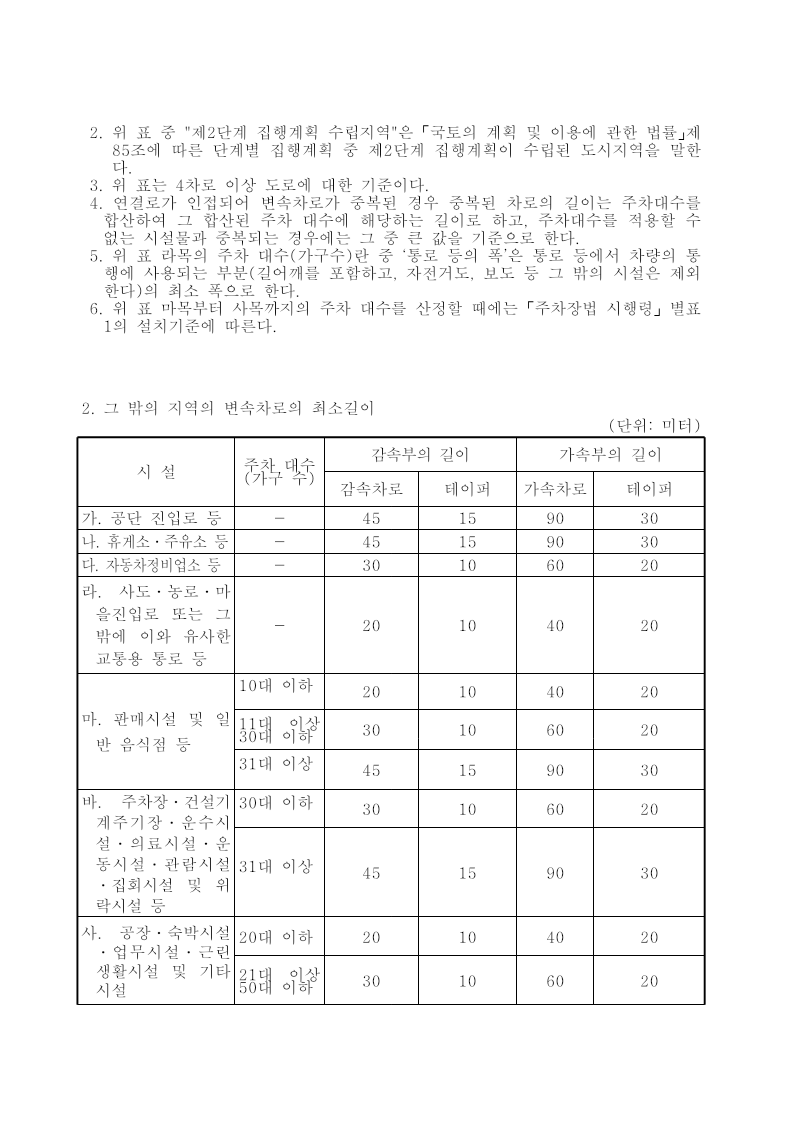 2. 위 표 중 "제2단계 집행계획 수립지역"은「국토의 계획 및 이용에 관한 법률」제
85조에 따른 단계별 집행계획 중 제2단계 집행계획이 수립된 도시지역을 말한
다.
3. 위 표는 4차로 이상 도로에 대한 기준이다.
4. 연결로가 인접되어 변속차로가 중복된 경우 중복된 차로의 길이는 주차대수를
합산하여 그 합산된 주차 대수에 해당하는 길이로 하고, 주차대수를 적용할 수
없는 시설물과 중복되는 경우에는 그 중 큰 값을 기준으로 한다.
5. 위 표 라목의 주차 대수(가구수)란 중 ‘통로 등의 폭’은 통로 등에서 차량의 통
행에 사용되는 부분(길어깨를 포함하고, 자전거도, 보도 등 그 밖의 시설은 제외
한다)의 최소 폭으로 한다.
6. 위 표 마목부터 사목까지의 주차 대수를 산정할 때에는「주차장법 시행령」별표
1의 설치기준에 따른다.
2. 그 밖의 지역의 변속차로의 최소길이
(단위: 미터)
시 설 주차 대수 (가구 수) 감속부의 길이 가속부의 길이
감속차로 테이퍼 가속차로 테이퍼
가. 공단 진입로 등 － 45 15 90 30
나. 휴게소·주유소 등 － 45 15 90 30
다. 자동차정비업소 등 － 30 10 60 20
라. 사도·농로·마
을진입로 또는 그
밖에 이와 유사한
교통용 통로 등
－ 20 10 40 20
마. 판매시설 및 일
반 음식점 등
10대 이하 20 10 40 20
11대 이상
30대 이하 30 10 60 20
31대 이상 45 15 90 30
바. 주차장·건설기
계주기장·운수시
설·의료시설·운
동시설·관람시설
·집회시설 및 위
락시설 등
30대 이하 30 10 60 20
31대 이상 45 15 90 30
사. 공장·숙박시설
·업무시설·근린
생활시설 및 기타
시설
20대 이하 20 10 40 20
21대 이상
50대 이하 30 10 60 20